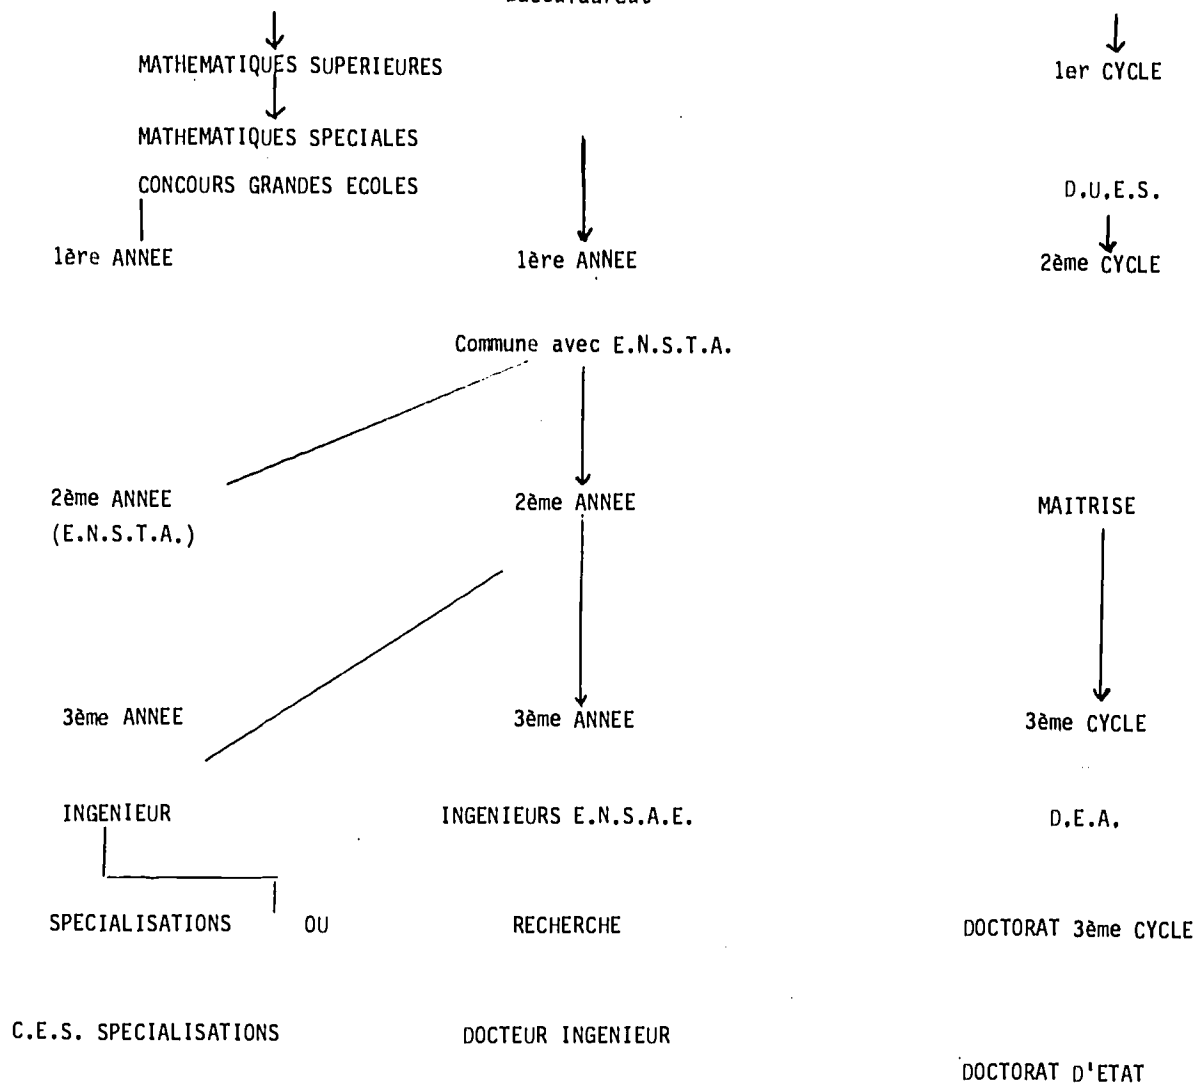 MATHEMATIQUES SUPERIEURES
1er CYCLE
MATHEMATIQUES SPECIALES
CONCOURS GRANDES ECOLES
D.U.E.S.
1ère ANNEE
1ère ANNEE
2ème CYCLE
Commune avec E.N.S.T.A.
2ème ANNEE
(E.N.S.T.A.)
2ème ANNEE
MAITRISE
3ème ANNEE
3ème ANNEE
3ème CYCLE
INGENIEUR
INGENIEURS E.N.S.A.E.
D.E.A.
SPECIALISATIONS OU RECHERCHE
DOCTORAT 3ème CYCLE
C.E.S. SPECIALISATIONS
DOCTEUR INGENIEUR
DOCTORAT D'ETAT